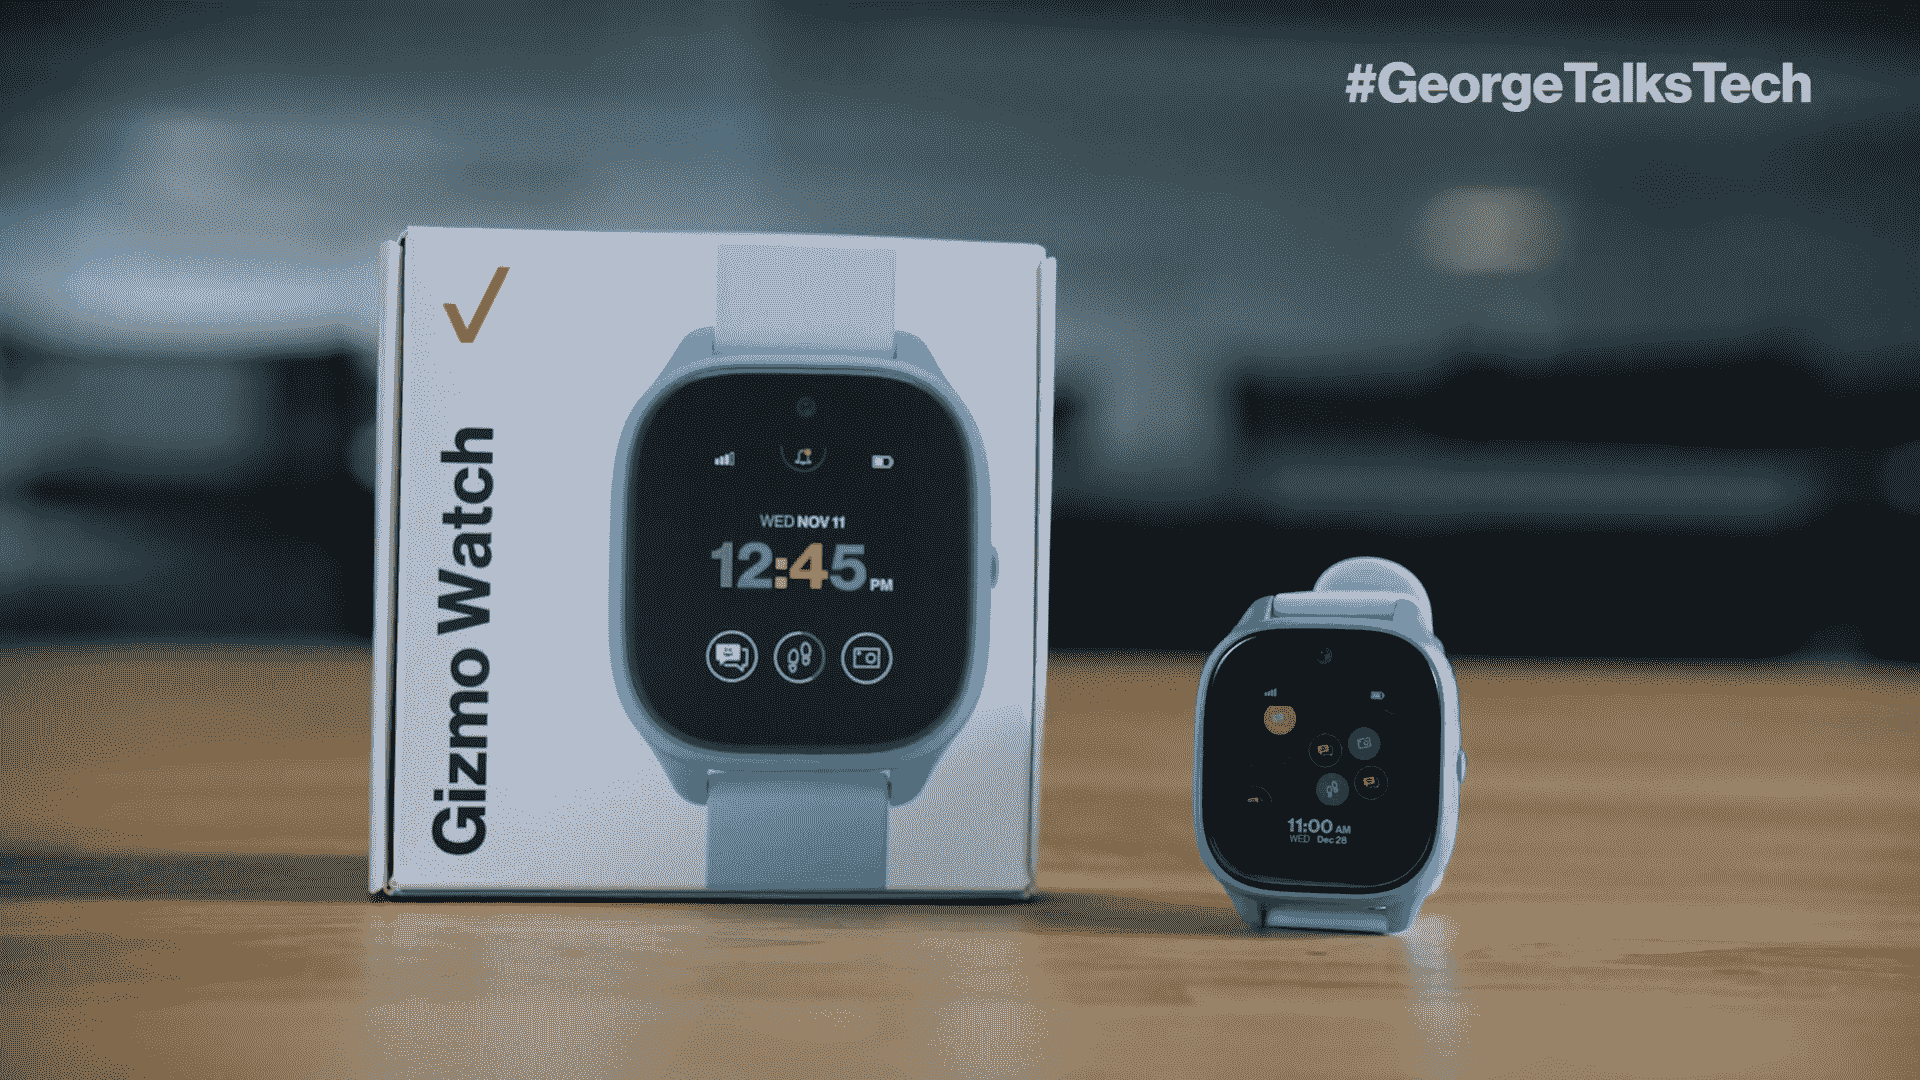 #GeorgeTalksTech
Gizmo Watch
WED NOV 11
12:45 PM
11:00 AM
WED Dec 28